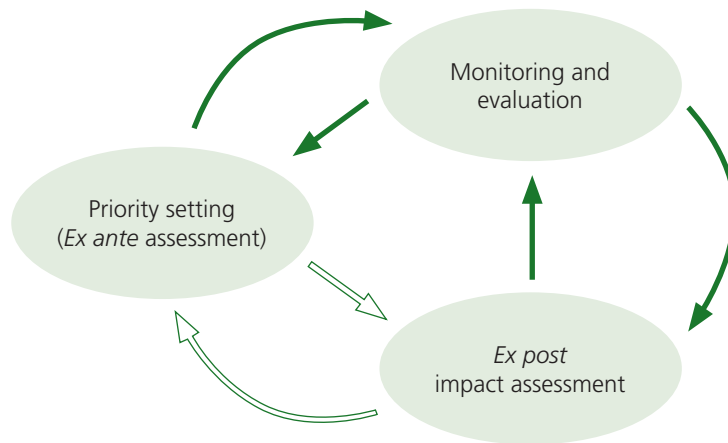 Monitoring and
evaluation
Priority setting
(Ex ante assessment)
Ex post
impact assessment